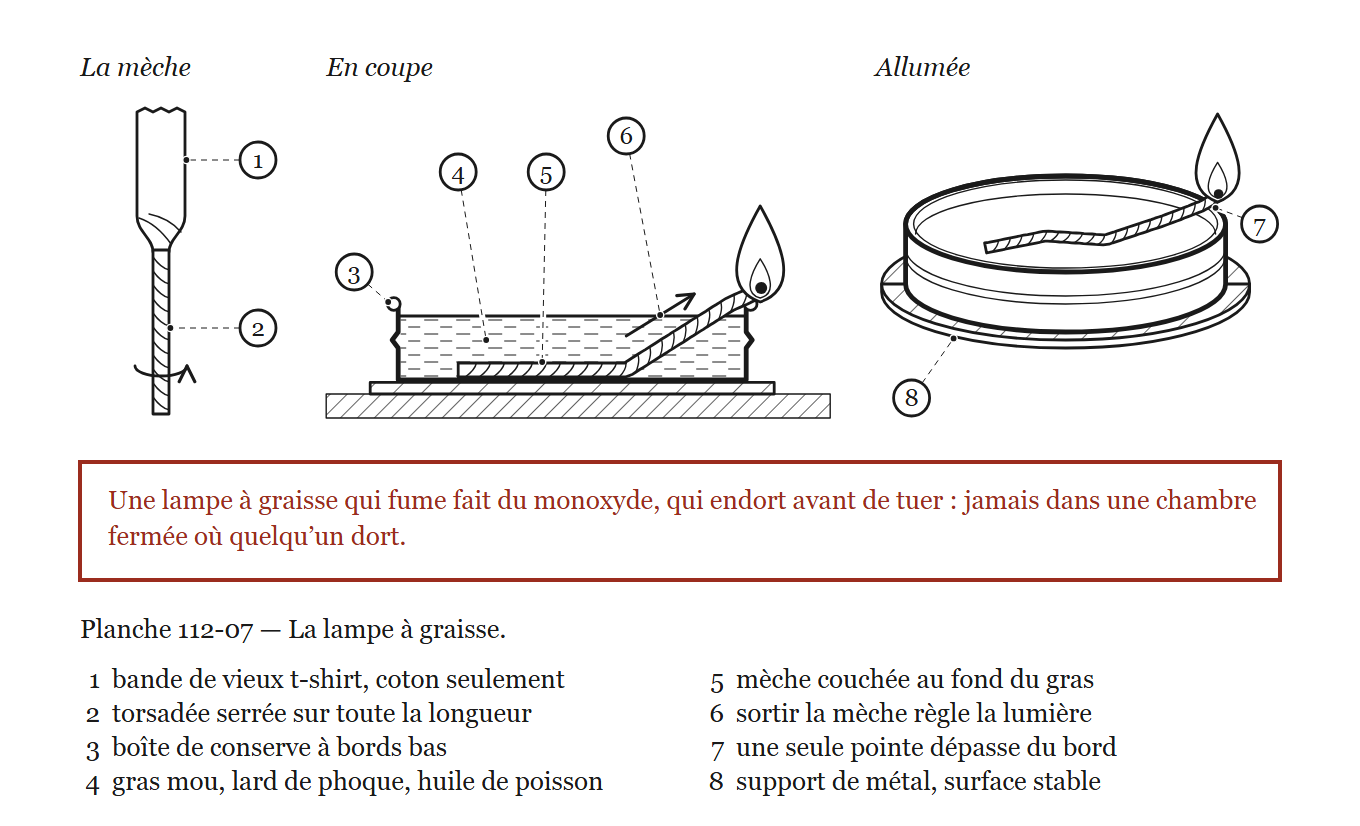 La mèche
En coupe
Allumée
1
2
3
4
5
6
7
8
Une lampe à graisse qui fume fait du monoxyde, qui endort avant de tuer : jamais dans une chambre
fermée où quelqu’un dort.
Planche 112-07 — La lampe à graisse.
1 bande de vieux t-shirt, coton seulement
2 torsadée serrée sur toute la longueur
3 boîte de conserve à bords bas
4 gras mou, lard de phoque, huile de poisson
5 mèche couchée au fond du gras
6 sortir la mèche règle la lumière
7 une seule pointe dépasse du bord
8 support de métal, surface stable